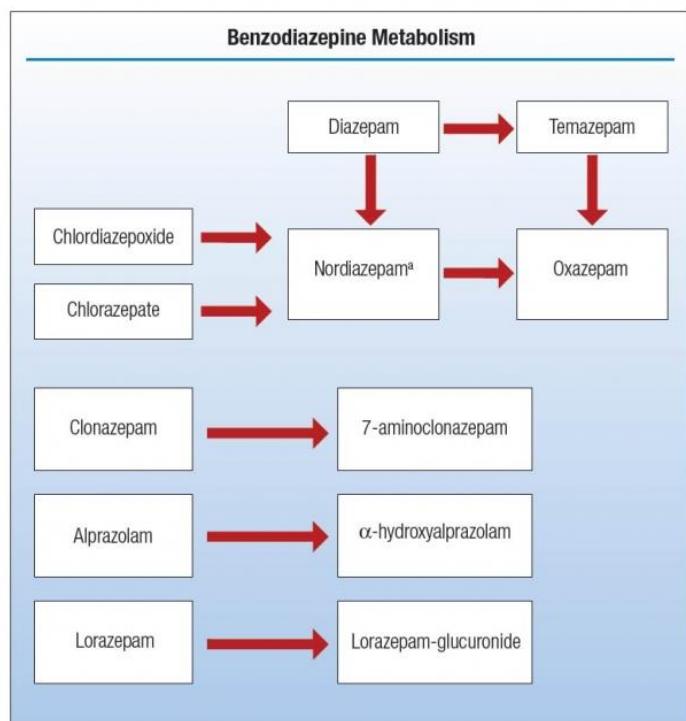 Benzodiazepine Metabolism
Diazepam
Temazepam
Chlordiazepoxide
Nordiazepamᵃ
Oxazepam
Chlorazepate
Clonazepam
7-aminoclonazepam
Alprazolam
α-hydroxyalprazolam
Lorazepam
Lorazepam-glucuronide